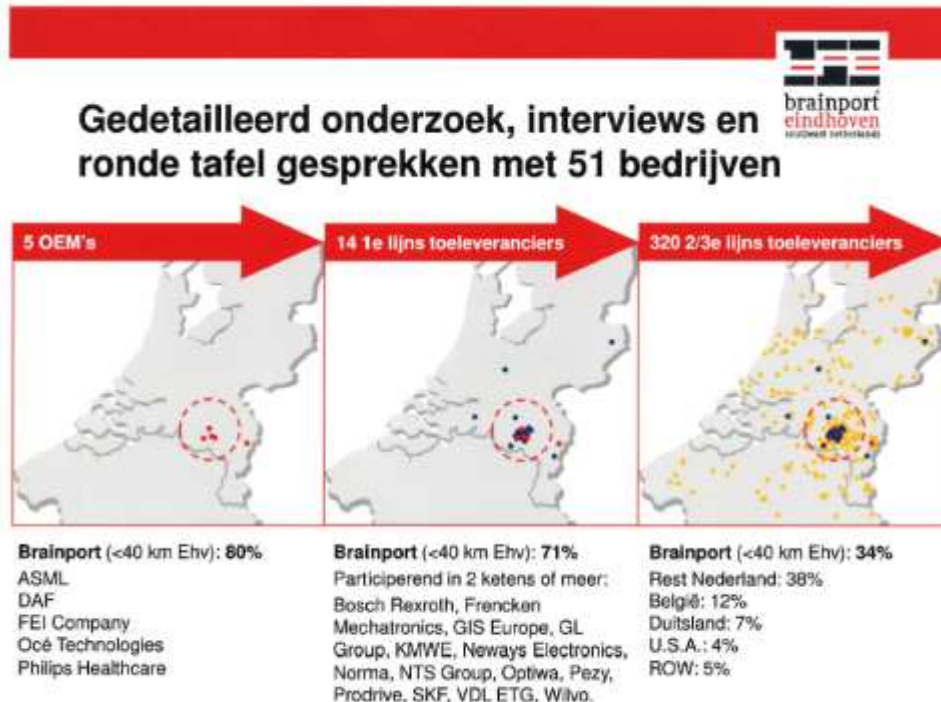 brainport
eindhoven
southeast netherlands
Gedetailleerd onderzoek, interviews en
ronde tafel gesprekken met 51 bedrijven
5 OEM's
14 1e lijns toeleveranciers
320 2/3e lijns toeleveranciers
Brainport (<40 km Ehv): 80%
ASML
DAF
FEI Company
Océ Technologies
Philips Healthcare
Brainport (<40 km Ehv): 71%
Participerend in 2 ketens of meer:
Bosch Rexroth, Frencken
Mechatronics, GIS Europe, GL
Group, KMWE, Neways Electronics,
Norma, NTS Group, Optiwa, Pezy,
Prodrive, SKF, VDL ETG, Wilvo.
Brainport (<40 km Ehv): 34%
Rest Nederland: 38%
België: 12%
Duitsland: 7%
U.S.A.: 4%
ROW: 5%